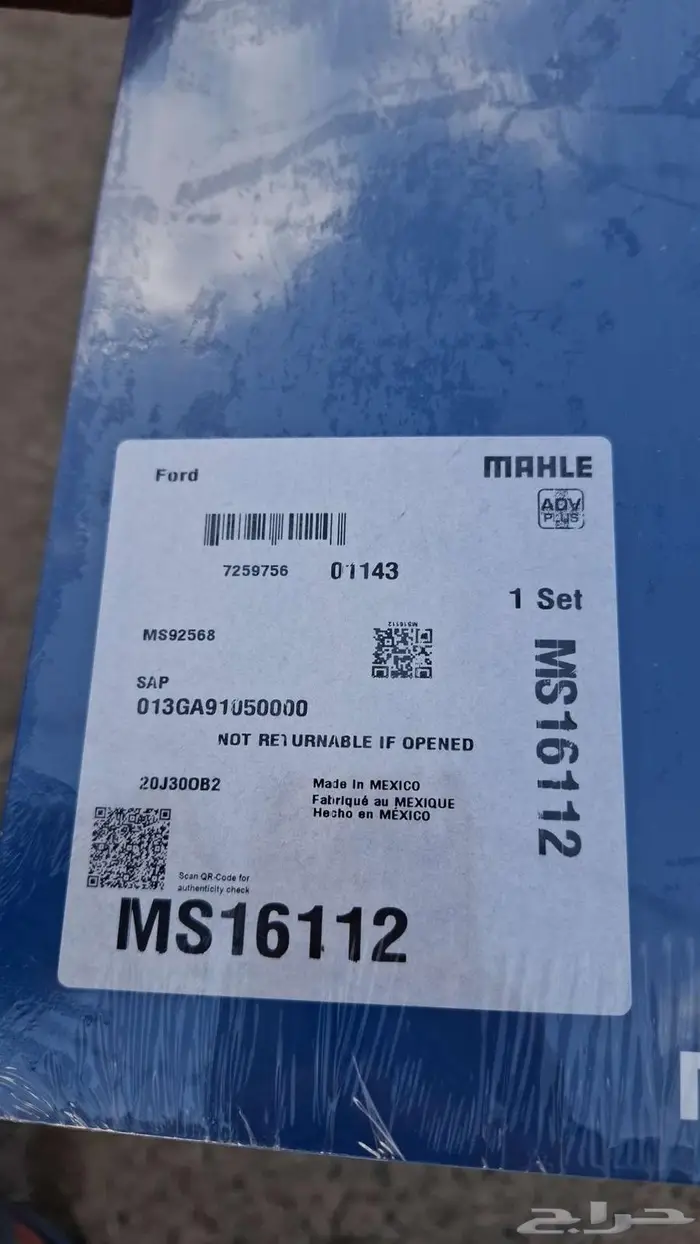 Ford
MAHLE
ADV
PLUS
7259756 01143
1 Set
MS92568
MS16112
SAP
013GA91050000
NOT RETURNABLE IF OPENED
20J300B2
Made in MEXICO
Fabriqué au MEXIQUE
Hecho en MÉXICO
Scan QR-Code for
authenticity check
MS16112
MS16112
حراج